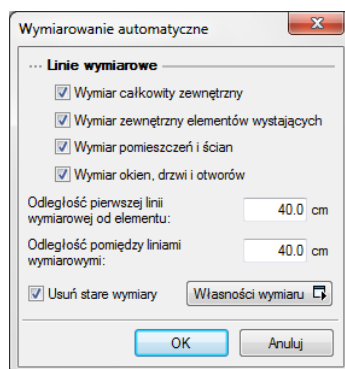 Wymiarowanie automatyczne
Linie wymiarowe
Wymiar całkowity zewnętrzny
Wymiar zewnętrzny elementów wystających
Wymiar pomieszczeń i ścian
Wymiar okien, drzwi i otworów
Odległość pierwszej linii
wymiarowej od elementu:
40.0 cm
Odległość pomiędzy liniami
wymiarowymi:
40.0 cm
Usuń stare wymiary
Własności wymiaru
OK
Anuluj